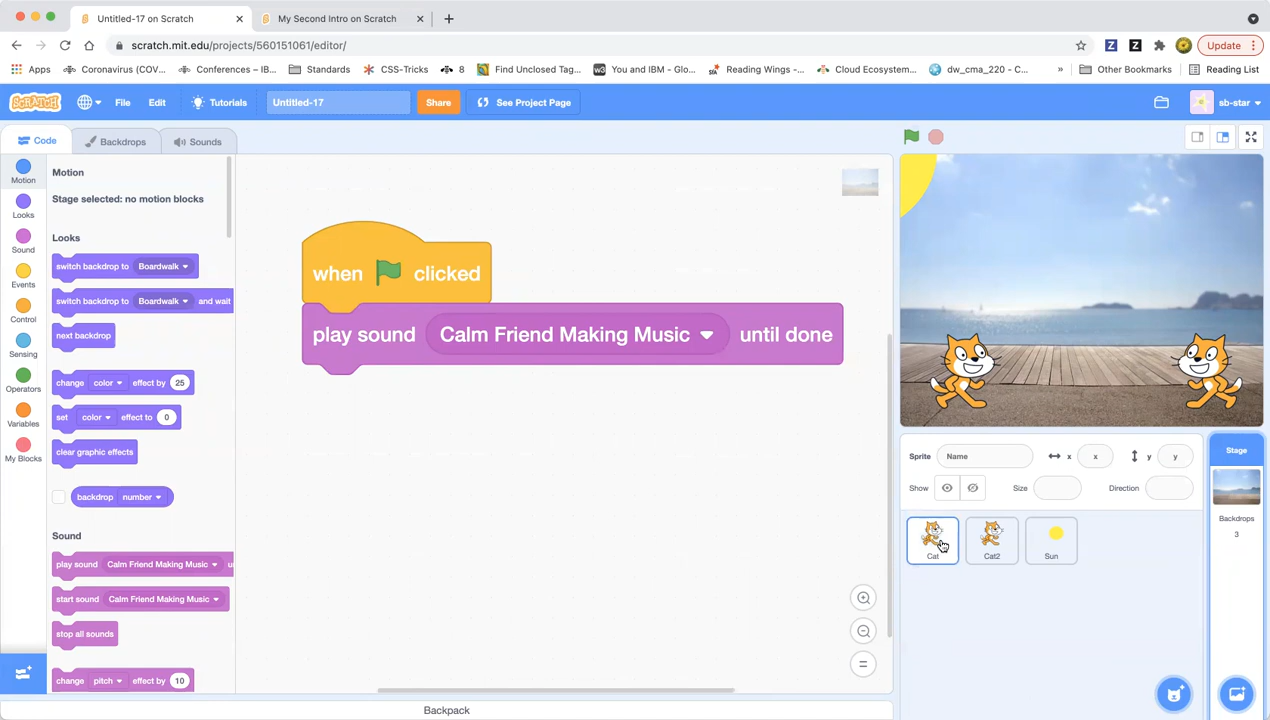 Untitled-17 on Scratch
My Second Intro on Scratch
scratch.mit.edu/projects/560151061/editor/
Z
Z
Update
Apps
Coronavirus (COV...
Conferences – IB...
Standards
CSS-Tricks
8
Find Unclosed Tag...
w3
You and IBM - Glo...
Reading Wings -...
Cloud Ecosystem...
dw_cma_220 - C...
»
Other Bookmarks
Reading List
SCRATCH
File
Edit
Tutorials
Untitled-17
Share
See Project Page
sb-star
Code
Backdrops
Sounds
Motion
Looks
Sound
Events
Control
Sensing
Operators
Variables
My Blocks
Motion
Stage selected: no motion blocks
Looks
switch backdrop to Boardwalk
switch backdrop to Boardwalk and wait
next backdrop
change color effect by 25
set color effect to 0
clear graphic effects
backdrop number
Sound
play sound Calm Friend Making Music u
start sound Calm Friend Making Music
stop all sounds
change pitch effect by 10
when clicked
play sound Calm Friend Making Music until done
Sprite Name x x y y
Show Size Direction
Cat
Cat2
Sun
Stage
Backdrops
3
Backpack